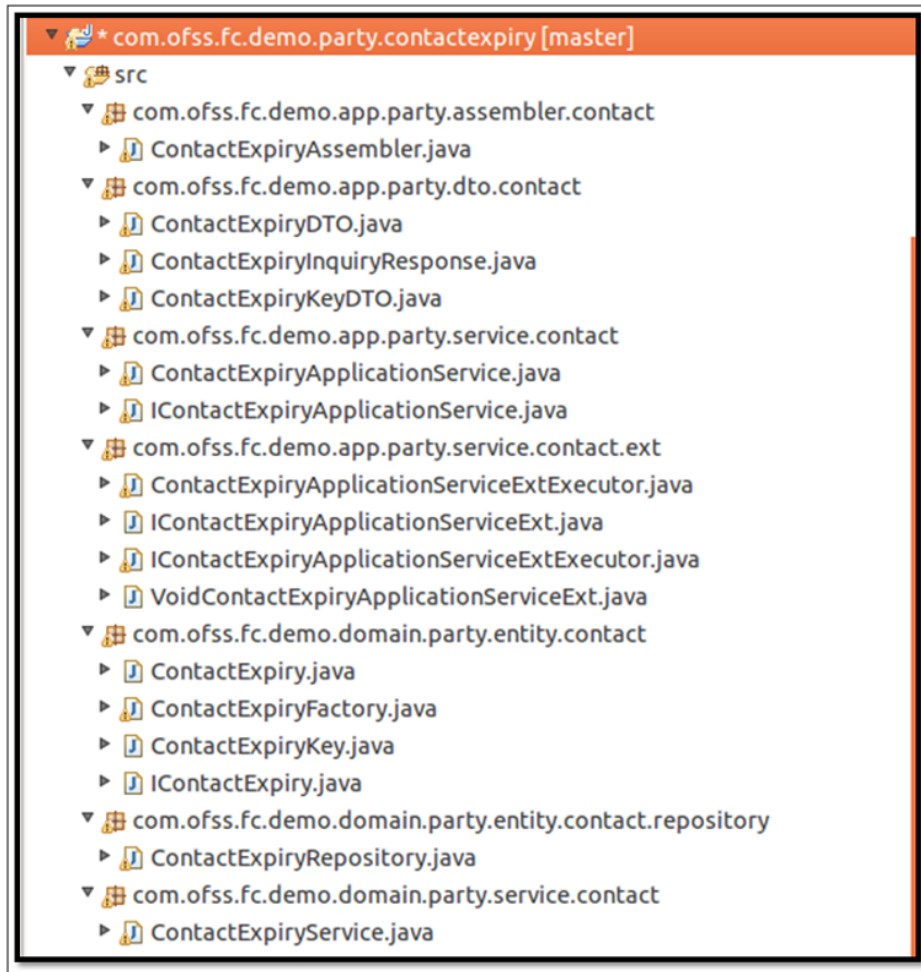 * com.ofss.fc.demo.party.contactexpiry [master]
src
com.ofss.fc.demo.app.party.assembler.contact
ContactExpiryAssembler.java
com.ofss.fc.demo.app.party.dto.contact
ContactExpiryDTO.java
ContactExpiryInquiryResponse.java
ContactExpiryKeyDTO.java
com.ofss.fc.demo.app.party.service.contact
ContactExpiryApplicationService.java
IContactExpiryApplicationService.java
com.ofss.fc.demo.app.party.service.contact.ext
ContactExpiryApplicationServiceExtExecutor.java
IContactExpiryApplicationServiceExt.java
IContactExpiryApplicationServiceExtExecutor.java
VoidContactExpiryApplicationServiceExt.java
com.ofss.fc.demo.domain.party.entity.contact
ContactExpiry.java
ContactExpiryFactory.java
ContactExpiryKey.java
IContactExpiry.java
com.ofss.fc.demo.domain.party.entity.contact.repository
ContactExpiryRepository.java
com.ofss.fc.demo.domain.party.service.contact
ContactExpiryService.java